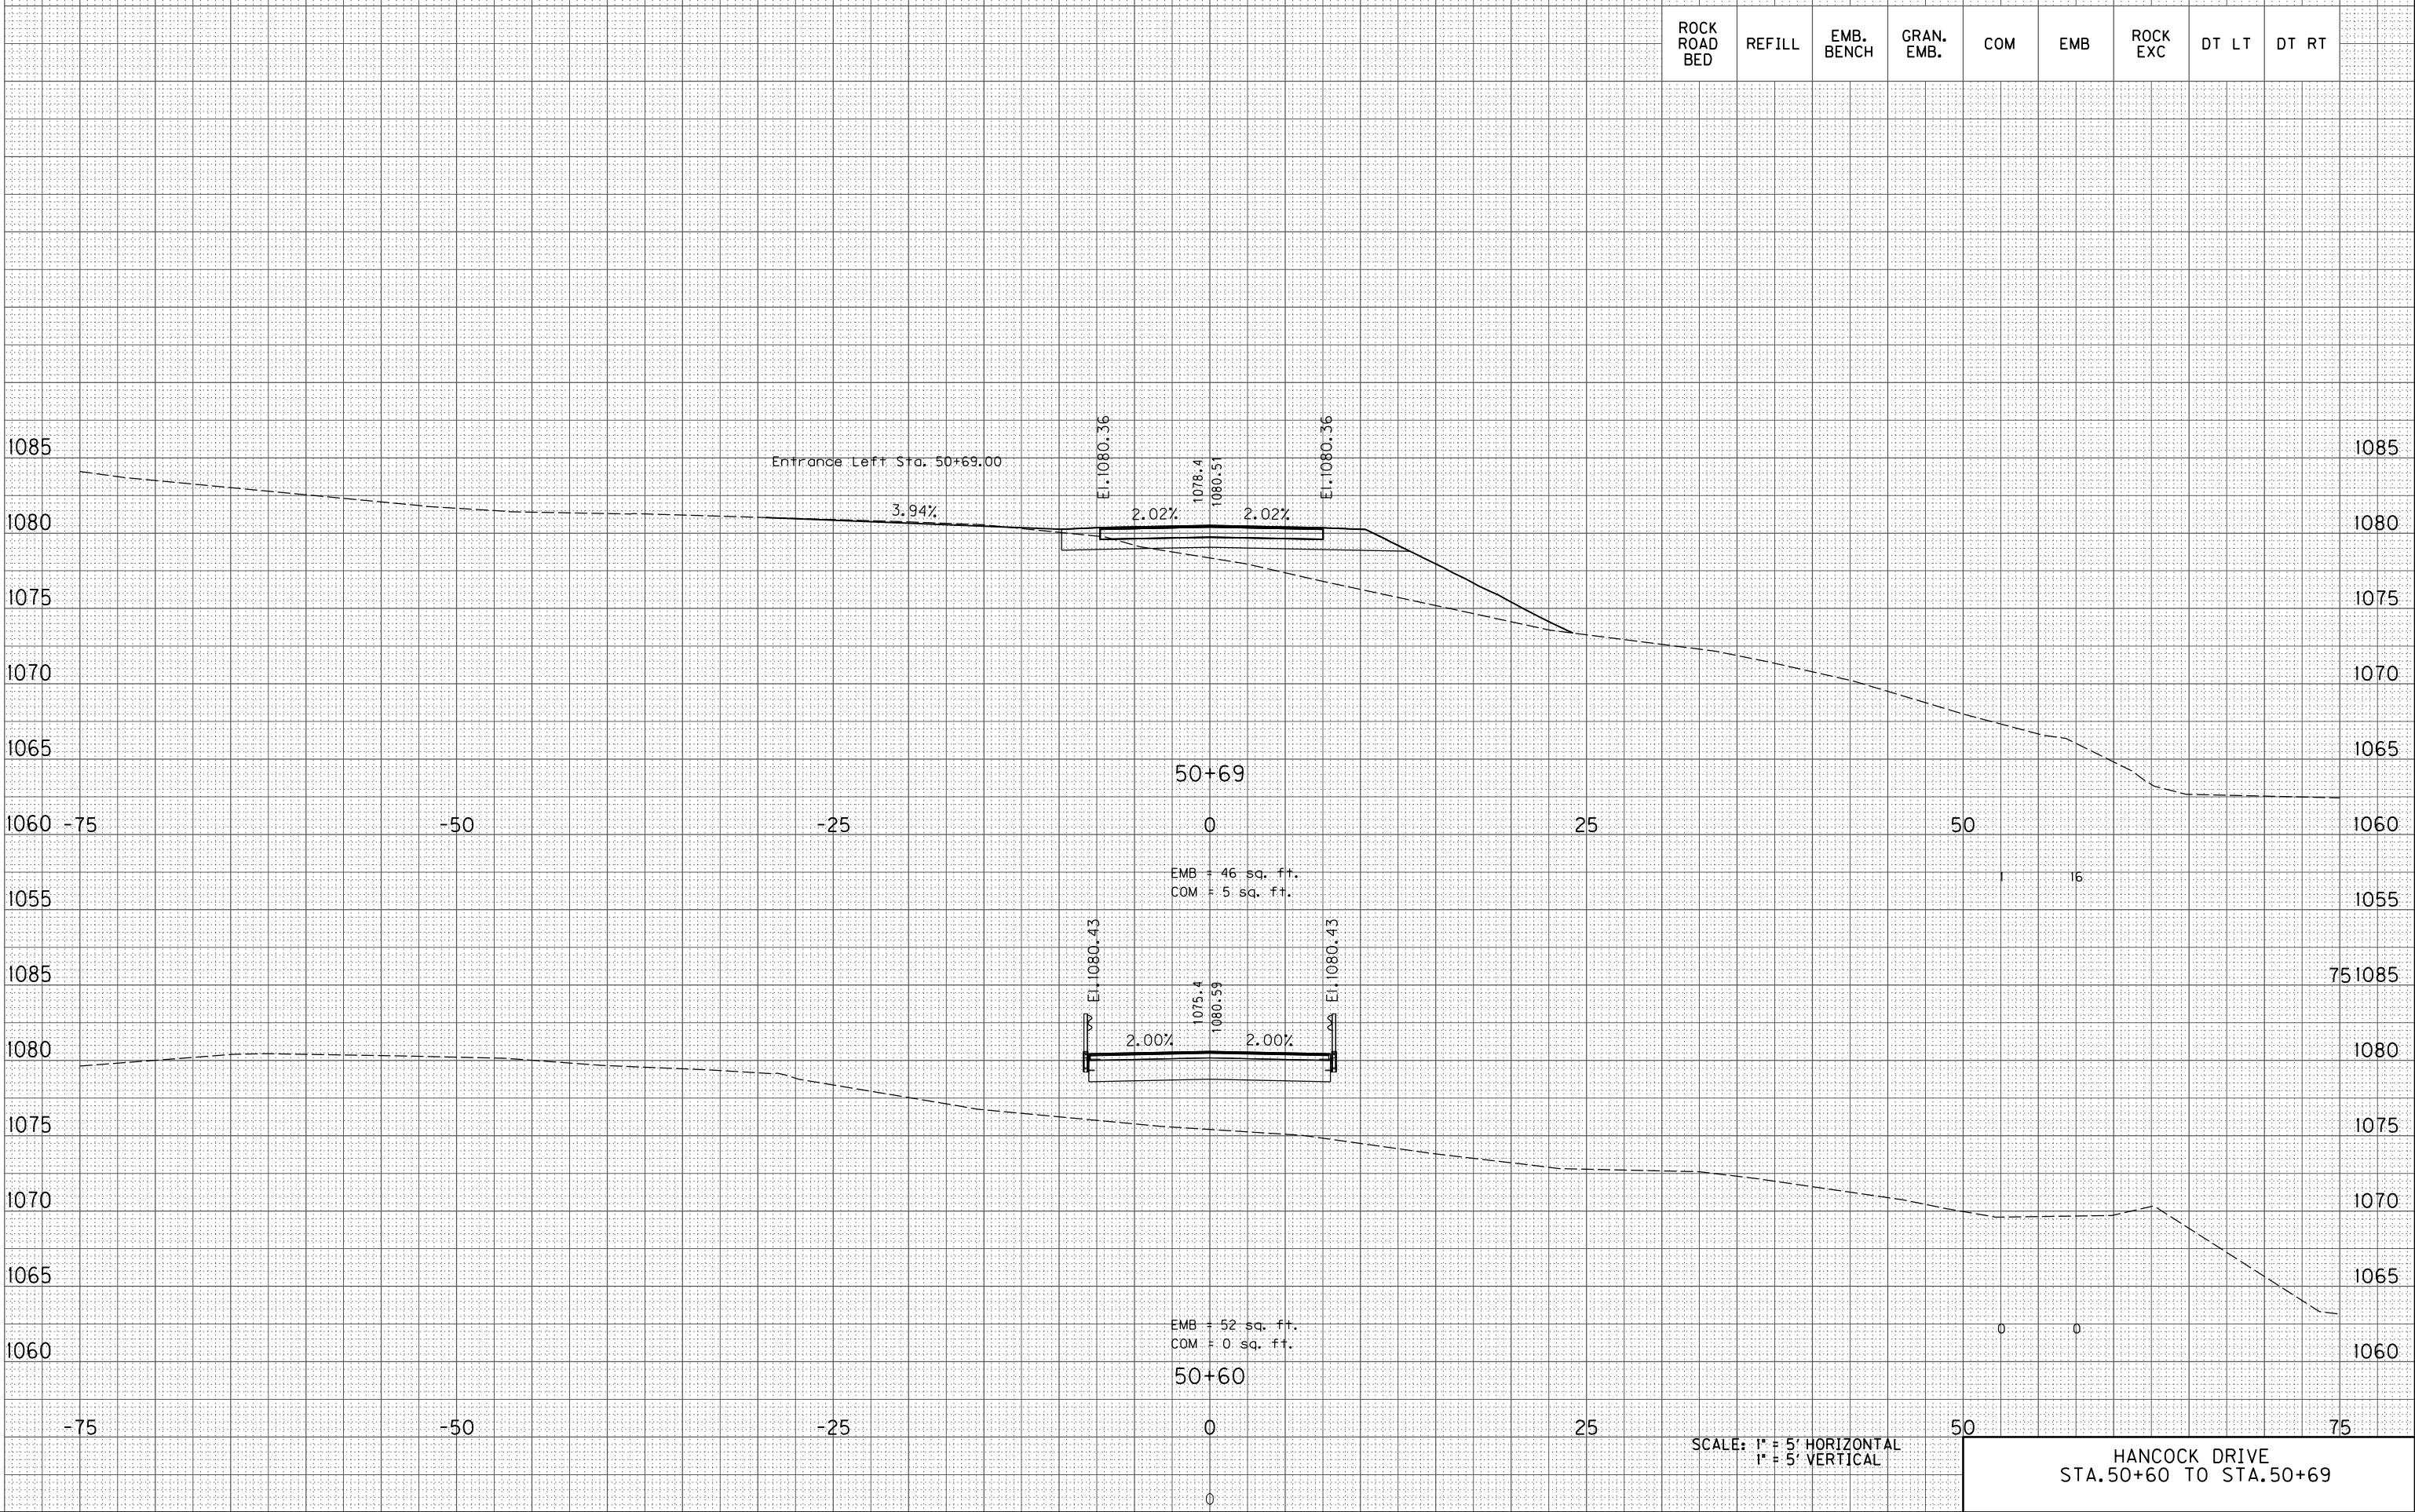 ROCK ROAD BED
REFILL
EMB. BENCH
GRAN. EMB.
COM
EMB
ROCK EXC
DT LT
DT RT
El.1080.36
1078.4
1080.51
El.1080.36
1085
Entrance Left Sta. 50+69.00
1085
1080
3.94%
2.02%
2.02%
1080
1075
1075
1070
1070
1065
1065
50+69
1060
-75
-50
-25
0
25
50
1060
EMB = 46 sq. ft.
1
16
COM = 5 sq. ft.
1055
1055
El.1080.43
El.1080.43
1085
1075.4
1080.59
75
1085
1080
2.00%
2.00%
1080
1075
1075
1070
1070
1065
1065
EMB = 52 sq. ft.
0
0
COM = 0 sq. ft.
1060
1060
50+60
-75
-50
-25
0
25
50
75
SCALE: 1" = 5' HORIZONTAL
1" = 5' VERTICAL
HANCOCK DRIVE
STA.50+60 TO STA.50+69
0